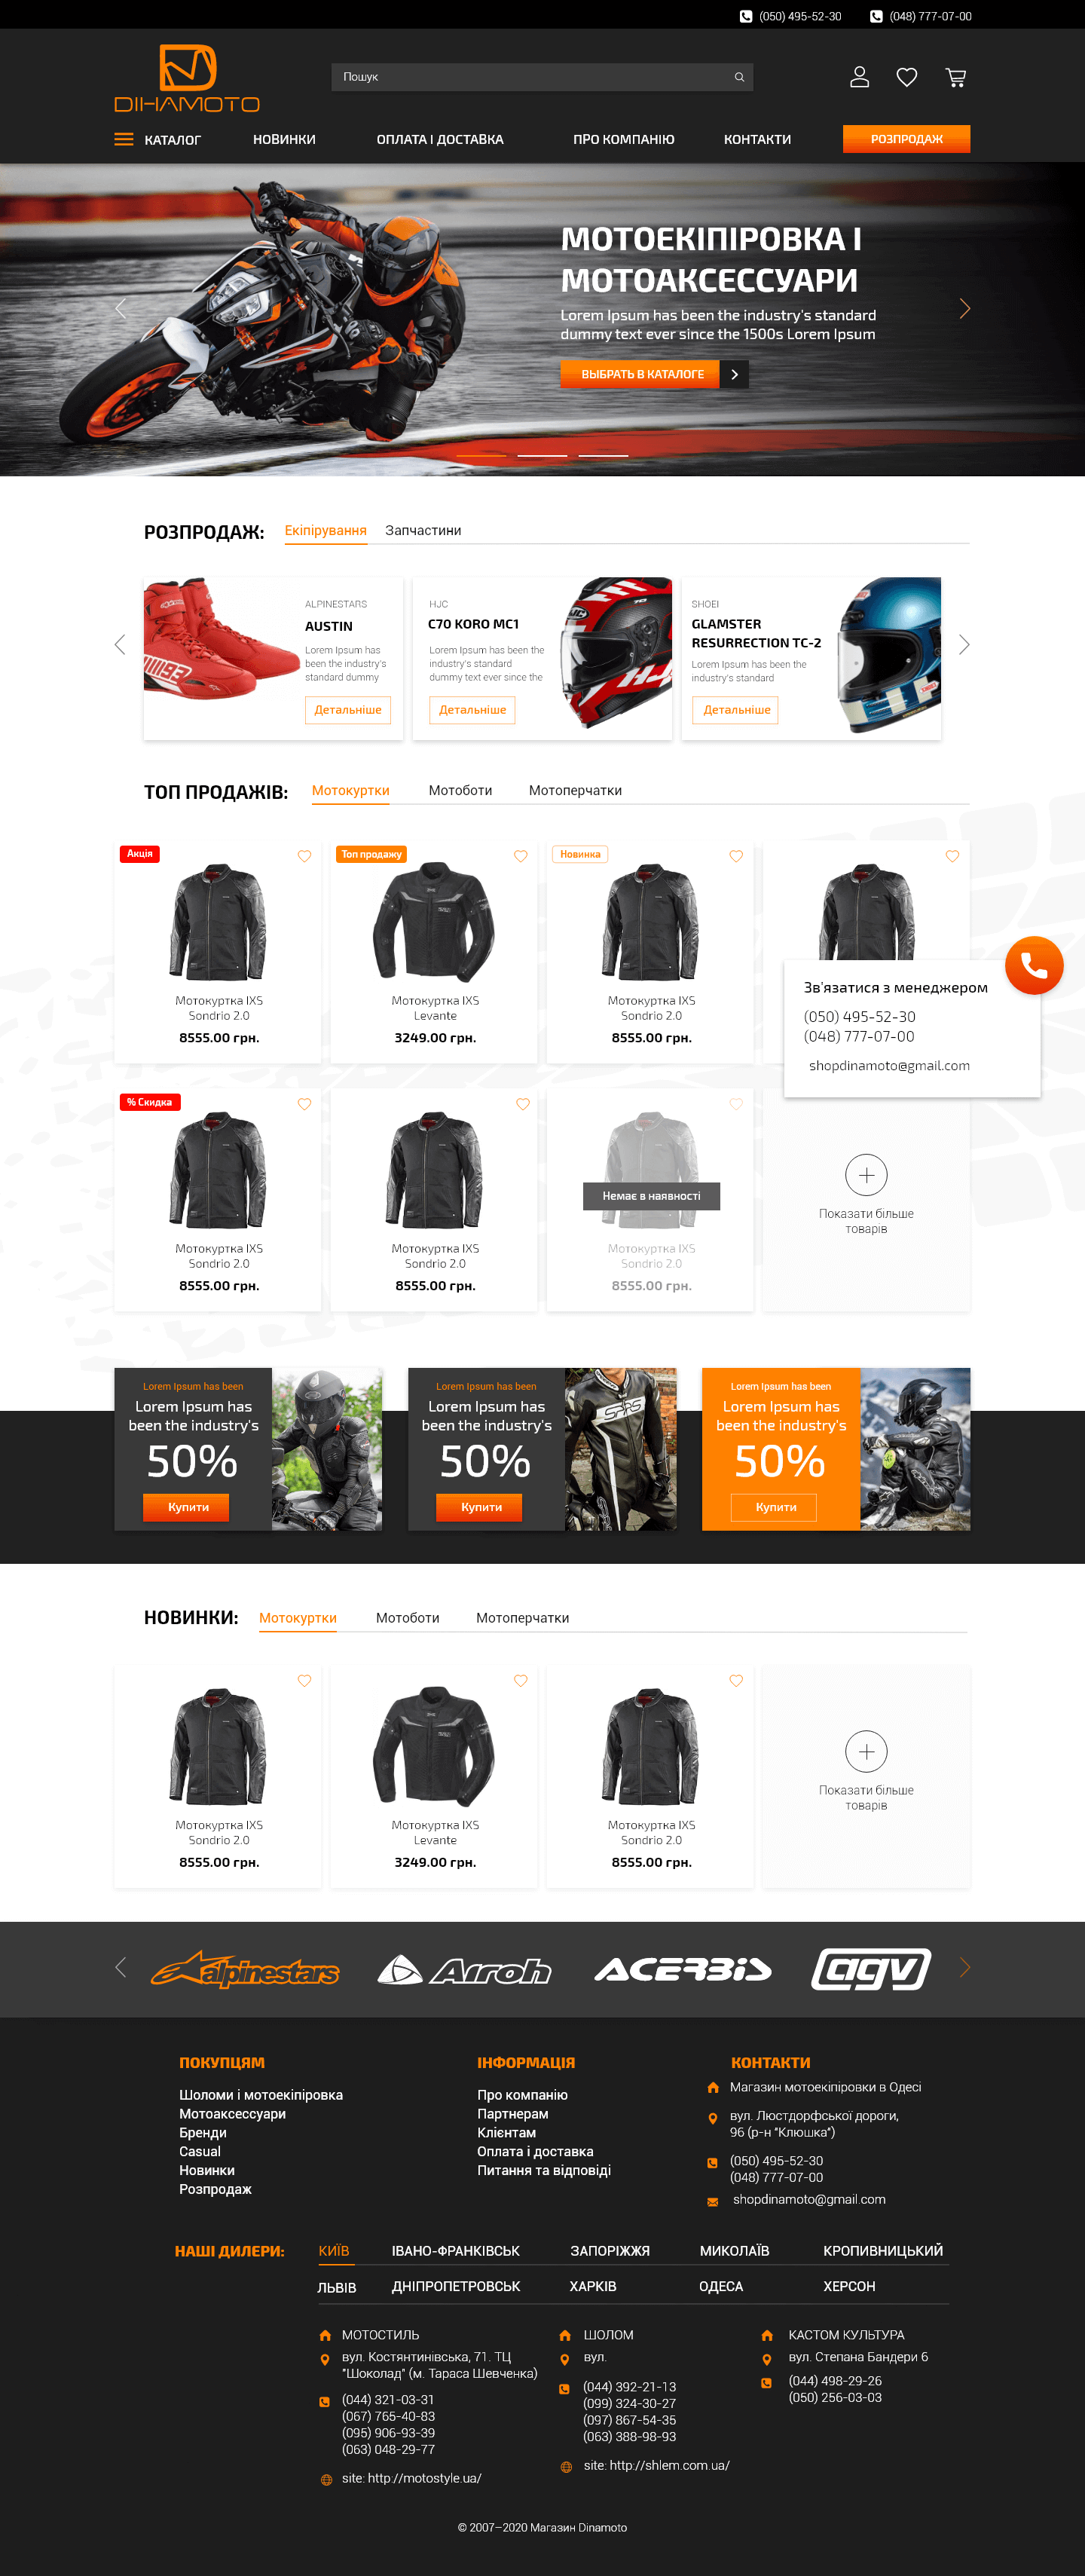 (050) 495-52-30
(048) 777-07-00
DIHAMOTO
Пошук
КАТАЛОГ
НОВИНКИ
ОПЛАТА І ДОСТАВКА
ПРО КОМПАНІЮ
КОНТАКТИ
РОЗПРОДАЖ
МОТОЕКІПІРОВКА І
МОТОАКСЕССУАРИ
Lorem Ipsum has been the industry's standard
dummy text ever since the 1500s Lorem Ipsum
ВЫБРАТЬ В КАТАЛОГЕ
РОЗПРОДАЖ:
Екіпірування
Запчастини
ALPINESTARS
AUSTIN
Lorem Ipsum has
been the industry's
standard dummy
Детальніше
HJC
C70 KORO MC1
Lorem Ipsum has been the
industry's standard
dummy text ever since the
Детальніше
SHOEI
GLAMSTER
RESURRECTION TC-2
Lorem Ipsum has been the
industry's standard
Детальніше
ТОП ПРОДАЖІВ:
Мотокуртки
Мотоботи
Мотоперчатки
Акція
Мотокуртка IXS
Sondrio 2.0
8555.00 грн.
Топ продажу
Мотокуртка IXS
Levante
3249.00 грн.
Новинка
Мотокуртка IXS
Sondrio 2.0
8555.00 грн.
Зв'язатися з менеджером
(050) 495-52-30
(048) 777-07-00
shopdinamoto@gmail.com
% Скидка
Мотокуртка IXS
Sondrio 2.0
8555.00 грн.
Мотокуртка IXS
Sondrio 2.0
8555.00 грн.
Немає в наявності
Мотокуртка IXS
Sondrio 2.0
8555.00 грн.
Показати більше
товарів
Lorem Ipsum has been
Lorem Ipsum has
been the industry's
50%
Купити
Lorem Ipsum has been
Lorem Ipsum has
been the industry's
50%
Купити
Lorem Ipsum has been
Lorem Ipsum has
been the industry's
50%
Купити
НОВИНКИ:
Мотокуртки
Мотоботи
Мотоперчатки
Мотокуртка IXS
Sondrio 2.0
8555.00 грн.
Мотокуртка IXS
Levante
3249.00 грн.
Мотокуртка IXS
Sondrio 2.0
8555.00 грн.
Показати більше
товарів
alpinestars
Airoh
ACERBIS
agv
ПОКУПЦЯМ
Шоломи і мотоекіпіровка
Мотоаксессуари
Бренди
Casual
Новинки
Розпродаж
ІНФОРМАЦІЯ
Про компанію
Партнерам
Клієнтам
Оплата і доставка
Питання та відповіді
КОНТАКТИ
Магазин мотоекіпіровки в Одесі
вул. Люстдорфської дороги,
96 (р-н "Клюшка")
(050) 495-52-30
(048) 777-07-00
shopdinamoto@gmail.com
НАШІ ДИЛЕРИ:
КИЇВ
ІВАНО-ФРАНКІВСЬК
ЗАПОРІЖЖЯ
МИКОЛАЇВ
КРОПИВНИЦЬКИЙ
ЛЬВІВ
ДНІПРОПЕТРОВСЬК
ХАРКІВ
ОДЕСА
ХЕРСОН
МОТОСТИЛЬ
вул. Костянтинівська, 71. ТЦ
"Шоколад" (м. Тараса Шевченка)
(044) 321-03-31
(067) 765-40-83
(095) 906-93-39
(063) 048-29-77
site: http://motostyle.ua/
ШОЛОМ
вул.
(044) 392-21-13
(099) 324-30-27
(097) 867-54-35
(063) 388-98-93
site: http://shlem.com.ua/
КАСТОМ КУЛЬТУРА
вул. Степана Бандери 6
(044) 498-29-26
(050) 256-03-03
© 2007–2020 Магазин Dinamoto